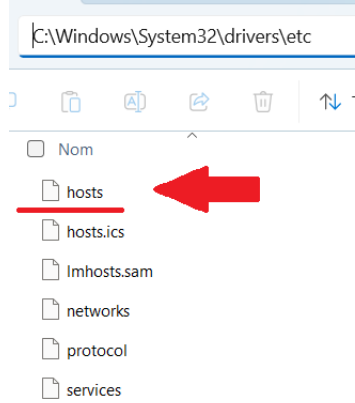 C:\Windows\System32\drivers\etc
Nom
hosts
hosts.ics
lmhosts.sam
networks
protocol
services